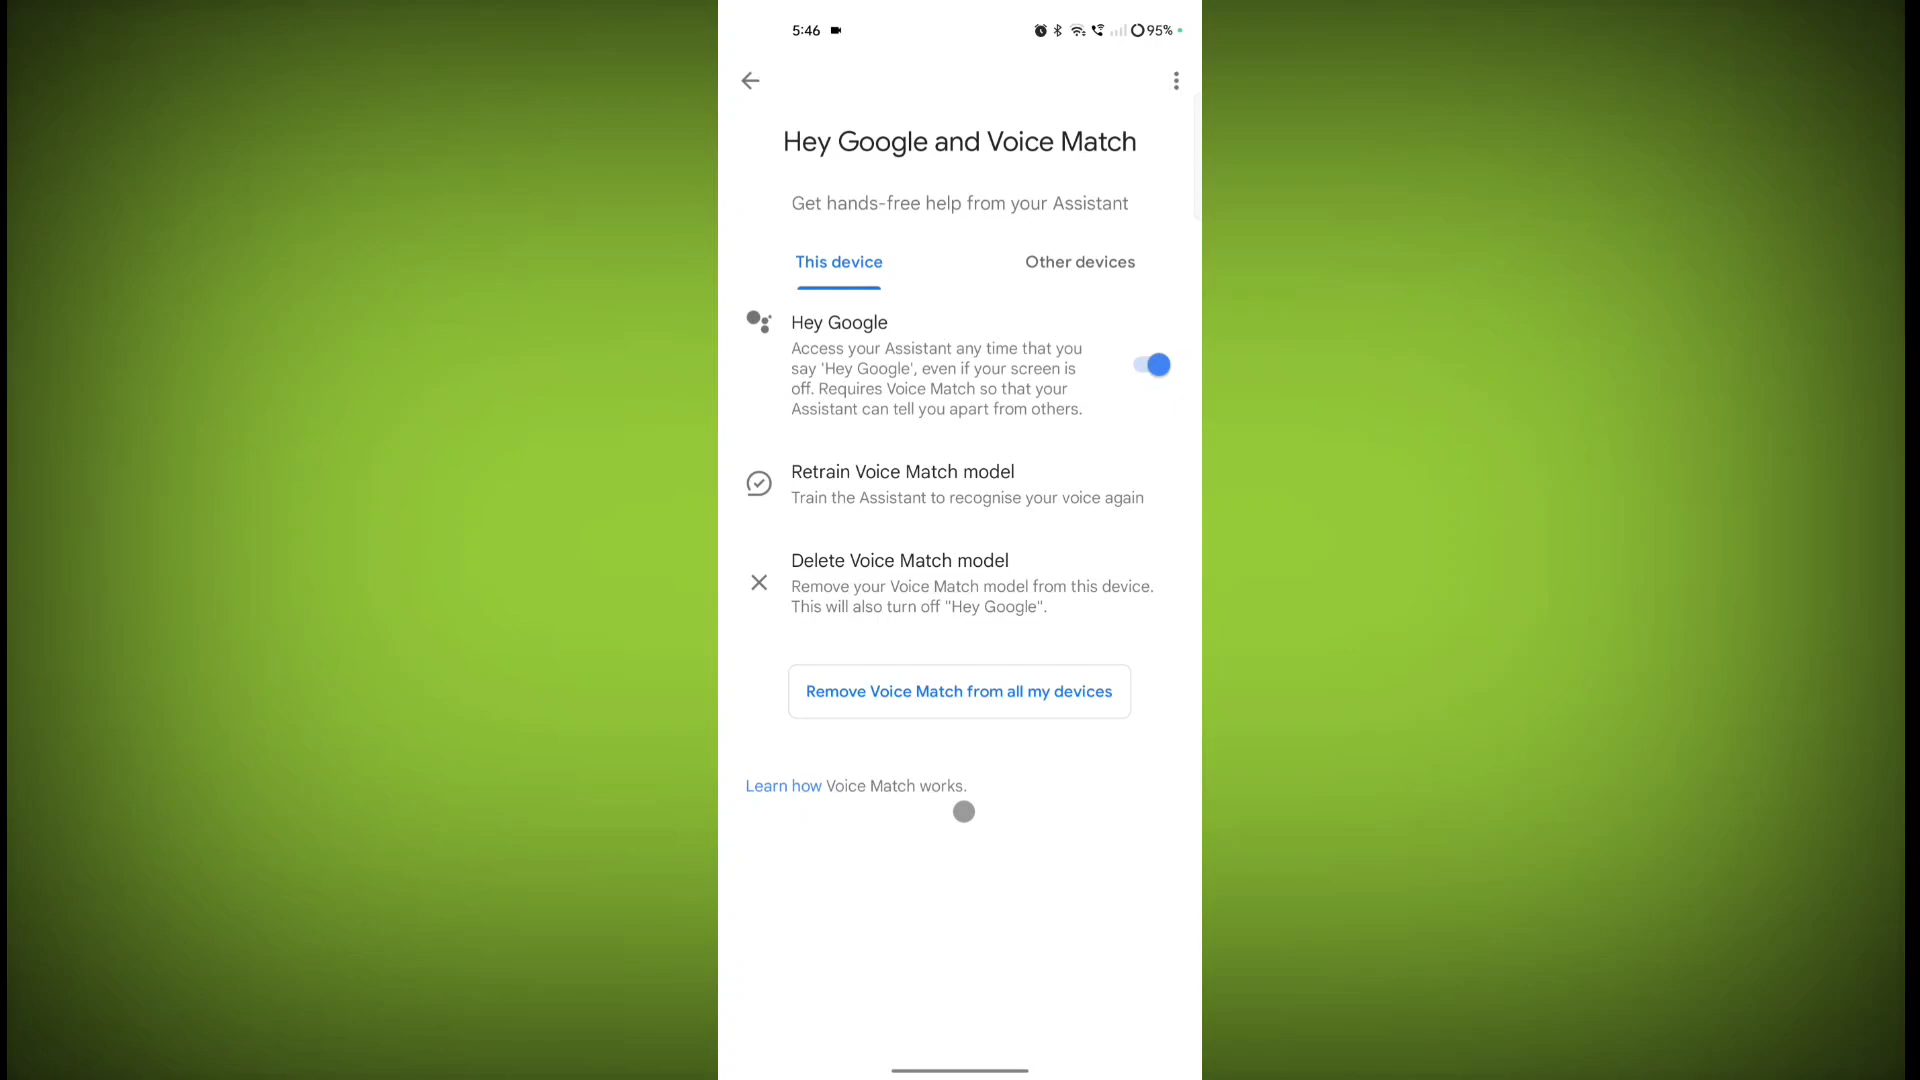 5:46 95%
Hey Google and Voice Match
Get hands-free help from your Assistant
This device Other devices
Hey Google
Access your Assistant any time that you
say 'Hey Google', even if your screen is
off. Requires Voice Match so that your
Assistant can tell you apart from others.
Retrain Voice Match model
Train the Assistant to recognise your voice again
Delete Voice Match model
Remove your Voice Match model from this device.
This will also turn off "Hey Google".
Remove Voice Match from all my devices
Learn how Voice Match works.